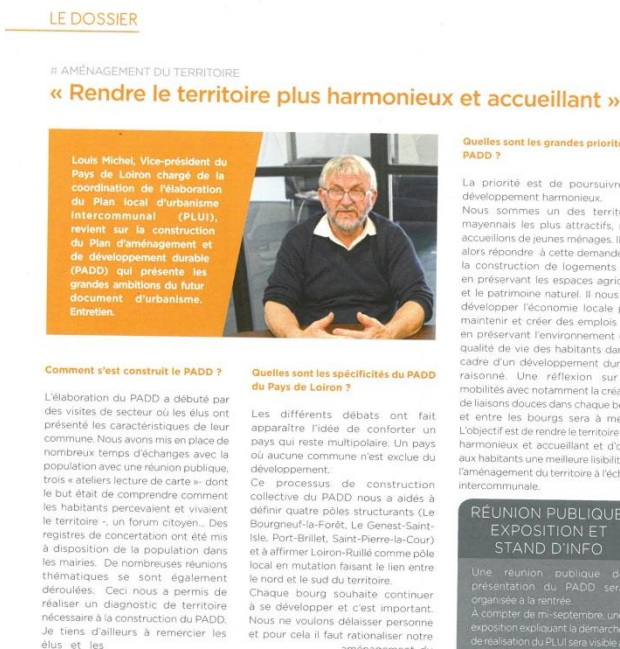 LE DOSSIER
# AMÉNAGEMENT DU TERRITOIRE
« Rendre le territoire plus harmonieux et accueillant »
Louis Michel, Vice-président du
Pays de Loiron chargé de la
coordination de l'élaboration
du Plan local d'urbanisme
Intercommunal (PLUI),
revient sur la construction
du Plan d'aménagement et
de développement durable
(PADD) qui présente les
grandes ambitions du futur
document d'urbanisme.
Entretien.
Comment s'est construit le PADD ?
L'élaboration du PADD a débuté par
des visites de secteur où les élus ont
présenté les caractéristiques de leur
commune. Nous avons mis en place de
nombreux temps d'échanges avec la
population avec une réunion publique,
trois « ateliers lecture de carte »- dont
le but était de comprendre comment
les habitants percevaient et vivaient
le territoire -, un forum citoyen... Des
registres de concertation ont été mis
à disposition de la population dans
les mairies. De nombreuses réunions
thématiques se sont également
déroulées. Ceci nous a permis de
réaliser un diagnostic de territoire
nécessaire à la construction du PADD.
Je tiens d'ailleurs à remercier les
élus et les
Quelles sont les spécificités du PADD
du Pays de Loiron ?
Les différents débats ont fait
apparaître l'idée de conforter un
pays qui reste multipolaire. Un pays
où aucune commune n'est exclue du
développement.
Ce processus de construction
collective du PADD nous a aidés à
définir quatre pôles structurants (Le
Bourgneuf-la-Forêt, Le Genest-Saint-
Isle, Port-Brillet, Saint-Pierre-la-Cour)
et à affirmer Loiron-Ruillé comme pôle
local en mutation faisant le lien entre
le nord et le sud du territoire.
Chaque bourg souhaite continuer
à se développer et c'est important.
Nous ne voulons délaisser personne
et pour cela il faut rationaliser notre
aménagement du
Quelles sont les grandes priorité
PADD ?
La priorité est de poursuivre
développement harmonieux.
Nous sommes un des territ
mayennais les plus attractifs,
accueillons de jeunes ménages. Il
alors répondre à cette demande
la construction de logements
en préservant les espaces agric
et le patrimoine naturel. Il nous
développer l'économie locale p
maintenir et créer des emplois
en préservant l'environnement
qualité de vie des habitants dan
cadre d'un développement dur
raisonné. Une réflexion sur
mobilités avec notamment la créa
de liaisons douces dans chaque bo
et entre les bourgs sera à me
L'objectif est de rendre le territoire
harmonieux et accueillant et d'o
aux habitants une meilleure lisibilit
l'aménagement du territoire à l'éch
intercommunale.
RÉUNION PUBLIQUE
EXPOSITION ET
STAND D'INFO
Une réunion publique de
présentation du PADD sera
organisée à la rentrée.
À compter de mi-septembre, une
exposition expliquant la démarche
de réalisation du PLUI sera visible